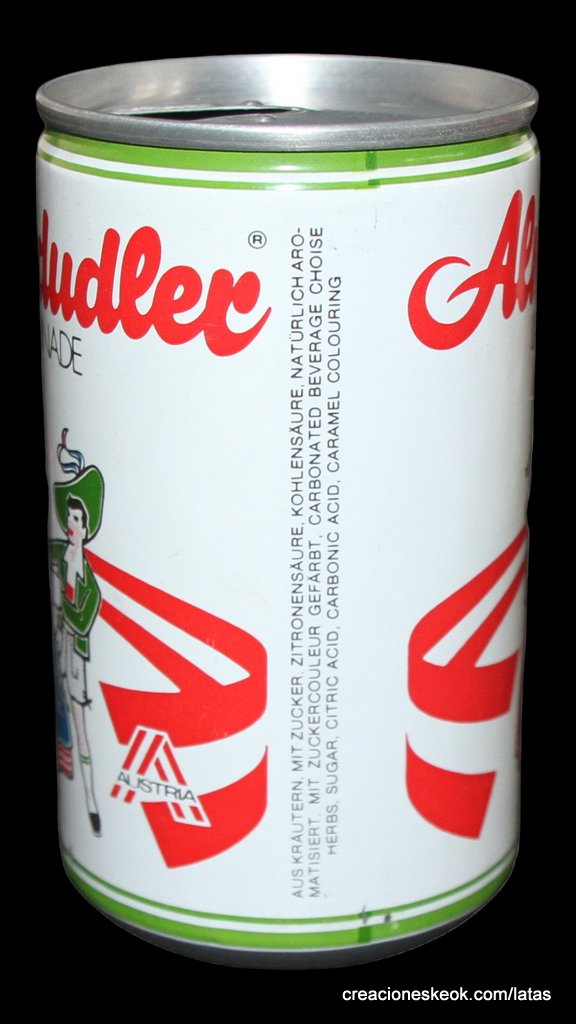 udler®
NADE
AUS KRÄUTERN, MIT ZUCKER, ZITRONENSÄURE, KOHLENSÄURE, NATÜRLICH ARO-
MATISIERT, MIT ZUCKERCOULEUR GEFÄRBT, CARBONATED BEVERAGE CHOISE
HERBS, SUGAR, CITRIC ACID, CARBONIC ACID, CARAMEL COLOURING
Al
AUSTRIA
creacioneskeok.com/latas